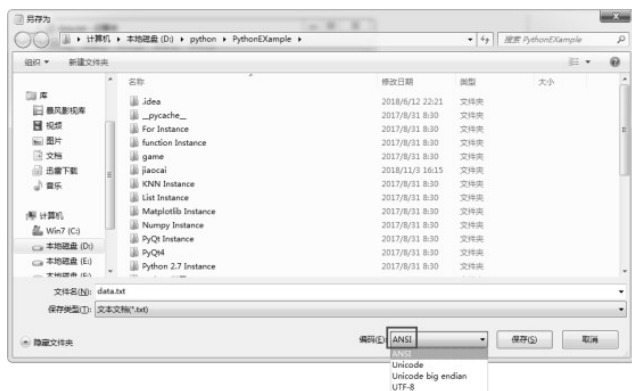 另存为
计算机 ▸ 本地磁盘 (D:) ▸ python ▸ PythonEXample ▸
搜索 PythonEXample
组织 ▾ 新建文件夹
名称 修改日期 类型 大小
库
暴风影视库
视频
图片
文档
迅雷下载
音乐
计算机
Win7 (C:)
本地磁盘 (D:)
本地磁盘 (E:)
.idea 2018/6/12 22:21 文件夹
__pycache__ 2017/8/31 8:30 文件夹
For Instance 2017/8/31 8:30 文件夹
function Instance 2017/8/31 8:30 文件夹
game 2017/8/31 8:30 文件夹
jiaocai 2018/11/3 16:15 文件夹
KNN Instance 2017/8/31 8:30 文件夹
List Instance 2017/8/31 8:30 文件夹
Matplotlib Instance 2017/8/31 8:30 文件夹
Numpy Instance 2017/8/31 8:30 文件夹
PyQt Instance 2017/8/31 8:30 文件夹
PyQt4 2017/8/31 8:30 文件夹
Python 2.7 Instance 2017/8/31 8:30 文件夹
文件名(N): data.txt
保存类型(T): 文本文档(*.txt)
隐藏文件夹
编码(E): ANSI
保存(S) 取消
ANSI
Unicode
Unicode big endian
UTF-8